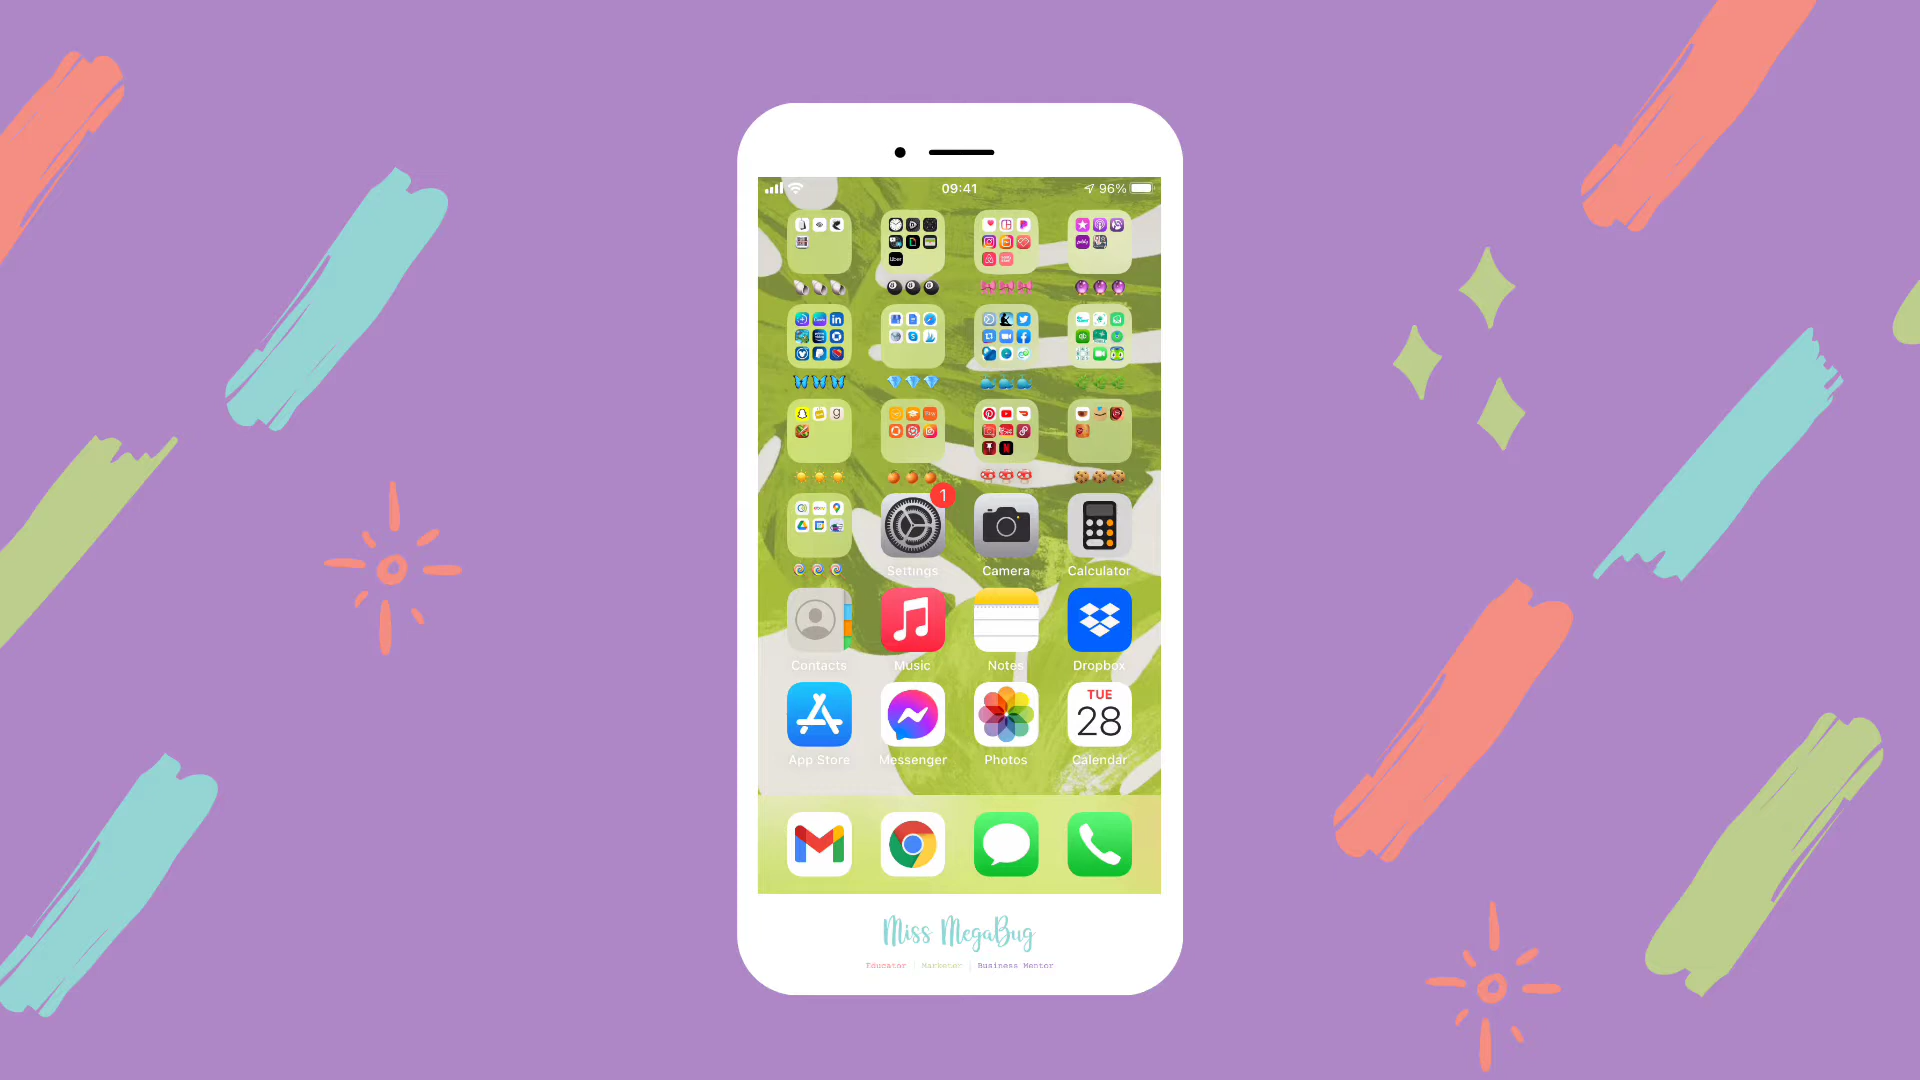 09:41 96%
1
Settings Camera Calculator
Contacts Music Notes Dropbox
TUE
28
App Store Messenger Photos Calendar
Miss MegaBug
Educator | Marketer | Business Mentor